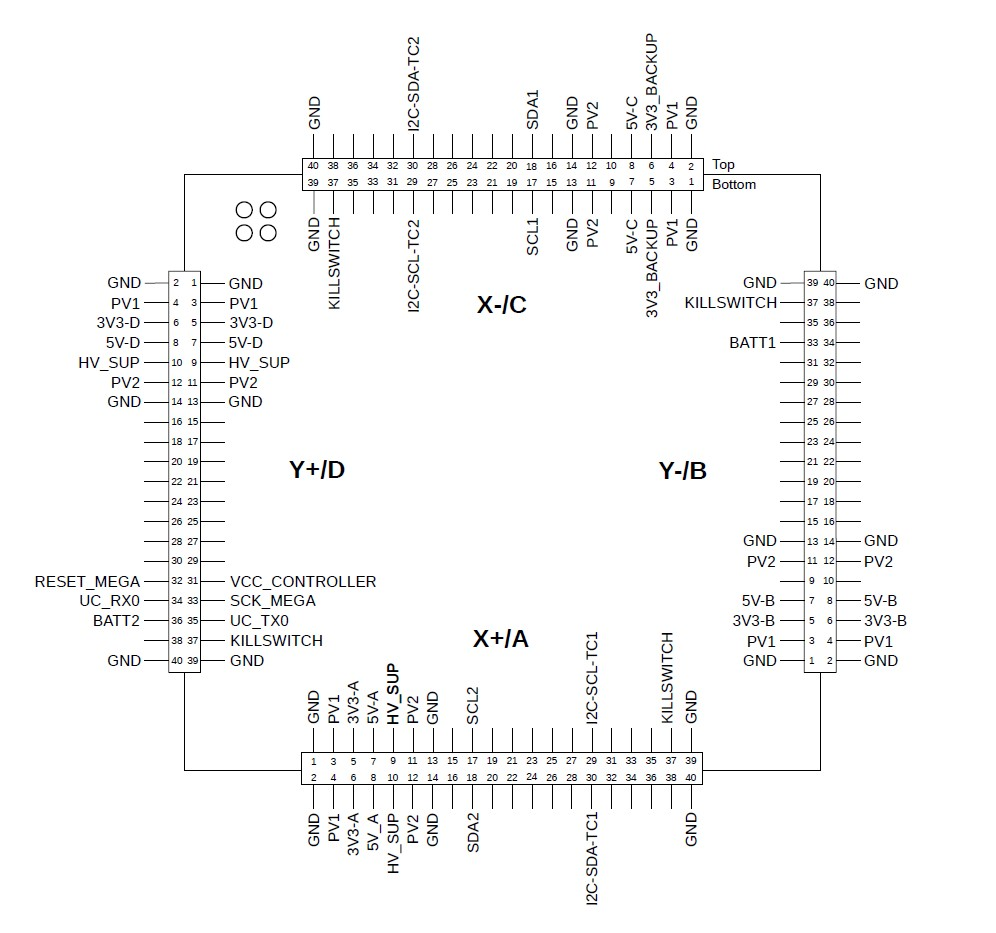 GND I2C-SDA-TC2 SDA1 GND PV2 5V-C 3V3_BACKUP PV1 GND
40 38 36 34 32 30 28 26 24 22 20 18 16 14 12 10 8 6 4 2 Top
39 37 35 33 31 29 27 25 23 21 19 17 15 13 11 9 7 5 3 1 Bottom
GND KILLSWITCH I2C-SCL-TC2 SCL1 GND PV2 5V-C 3V3_BACKUP PV1 GND
X-/C
GND 2 1 GND
PV1 4 3 PV1
3V3-D 6 5 3V3-D
5V-D 8 7 5V-D
HV_SUP 10 9 HV_SUP
PV2 12 11 PV2
GND 14 13 GND
16 15
18 17
20 19
22 21
24 23
26 25
28 27
30 29
RESET_MEGA 32 31 VCC_CONTROLLER
UC_RX0 34 33 SCK_MEGA
BATT2 36 35 UC_TX0
38 37 KILLSWITCH
GND 40 39 GND
Y+/D
Y-/B
GND 39 40 GND
KILLSWITCH 37 38
35 36
BATT1 33 34
31 32
29 30
27 28
25 26
23 24
21 22
19 20
17 18
15 16
GND 13 14 GND
PV2 11 12 PV2
9 10
5V-B 7 8 5V-B
3V3-B 5 6 3V3-B
PV1 3 4 PV1
GND 1 2 GND
X+/A
GND PV1 3V3-A 5V-A HV_SUP PV2 GND SCL2 I2C-SCL-TC1 KILLSWITCH GND
1 3 5 7 9 11 13 15 17 19 21 23 25 27 29 31 33 35 37 39
2 4 6 8 10 12 14 16 18 20 22 24 26 28 30 32 34 36 38 40
GND PV1 3V3-A 5V_A HV_SUP PV2 GND SDA2 I2C-SDA-TC1 GND